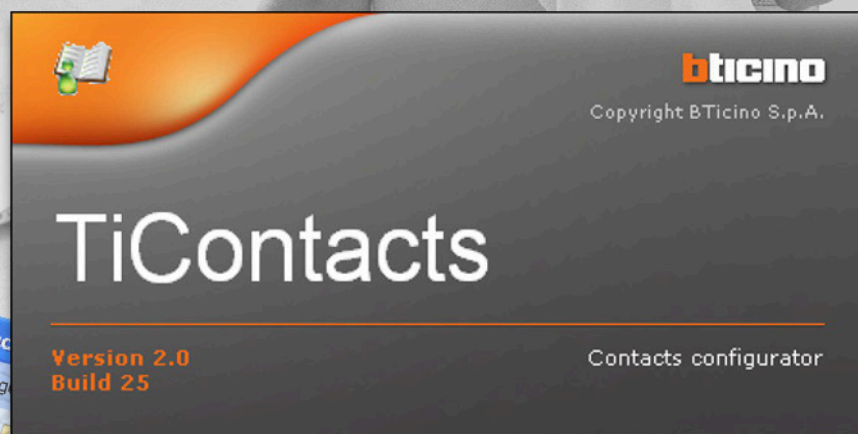 bticino
Copyright BTicino S.p.A.
TiContacts
Version 2.0
Contacts configurator
Build 25